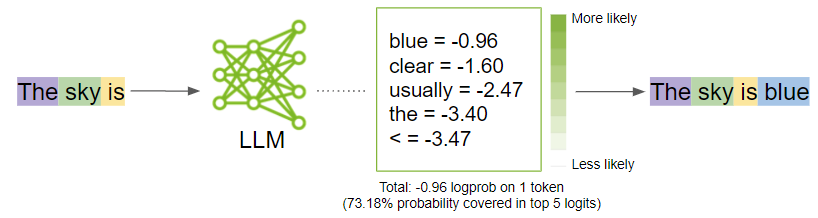 The sky is
LLM
blue = -0.96
clear = -1.60
usually = -2.47
the = -3.40
< = -3.47
Total: -0.96 logprob on 1 token
(73.18% probability covered in top 5 logits)
More likely
Less likely
The sky is blue